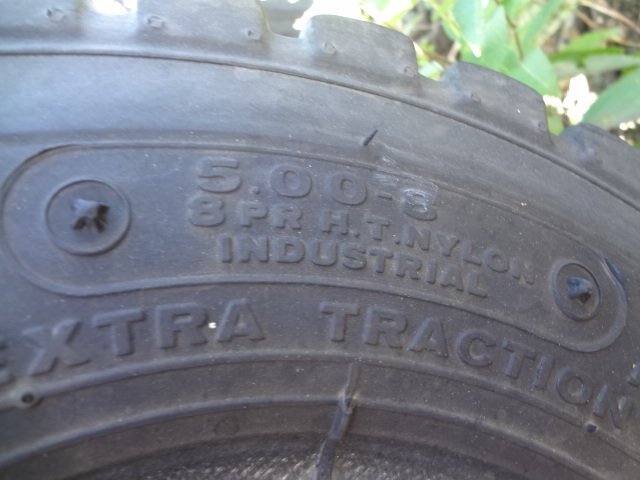 5.00-8
8 PR H.T. NYLON
INDUSTRIAL
EXTRA TRACTION